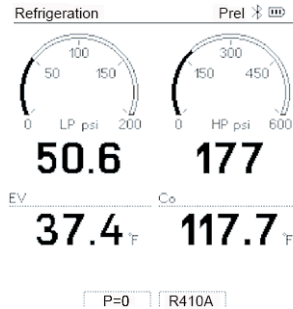 Refrigeration Prel
100 300
50 150 150 450
0 LP psi 200 0 HP psi 600
50.6 177
EV Co
37.4 °F 117.7 °F
P=0 R410A